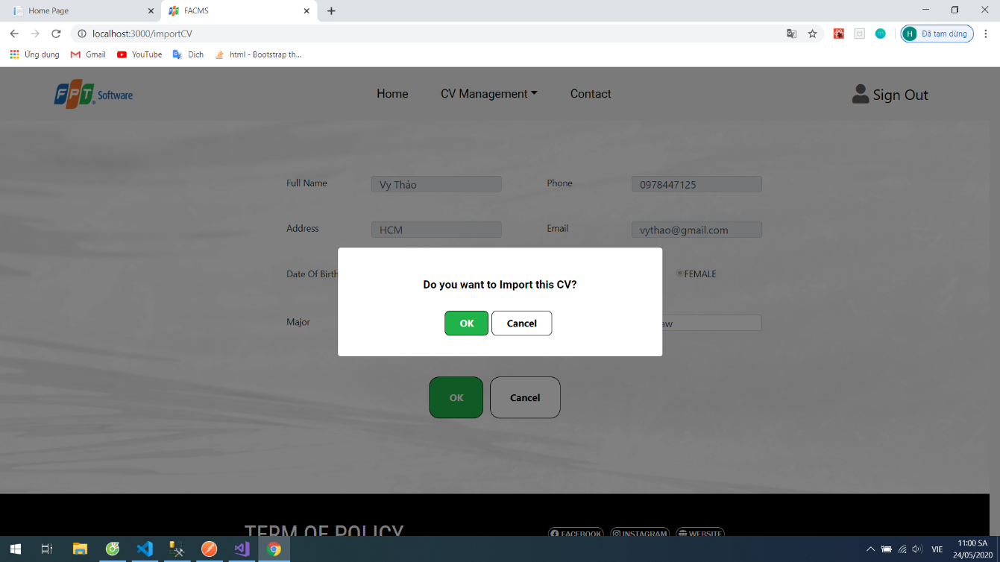 Home Page
FACMS
localhost:3000/importCV
Đã tạm dừng
Ứng dụng
Gmail
YouTube
Dịch
html - Bootstrap th...
FPT Software
Home
CV Management
Contact
Sign Out
Full Name
Vy Thảo
Phone
0978447125
Address
HCM
Email
vythao@gmail.com
Date Of Birth
FEMALE
Major
Do you want to Import this CV?
OK
Cancel
OK
Cancel
TERM OF POLICY
FACEBOOK
INSTAGRAM
WEBSITE
VIE
11:00 SA
24/05/2020